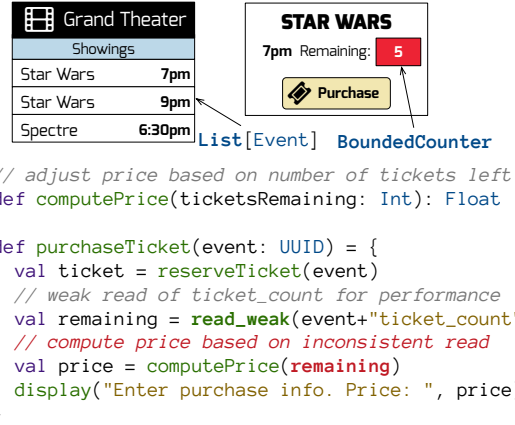 Grand Theater
Showings
Star Wars 7pm
Star Wars 9pm
Spectre 6:30pm
STAR WARS
7pm Remaining: 5
Purchase
List[Event]
BoundedCounter
// adjust price based on number of tickets left
def computePrice(ticketsRemaining: Int): Float
def purchaseTicket(event: UUID) = {
val ticket = reserveTicket(event)
// weak read of ticket_count for performance
val remaining = read_weak(event+"ticket_count"
// compute price based on inconsistent read
val price = computePrice(remaining)
display("Enter purchase info. Price: ", price